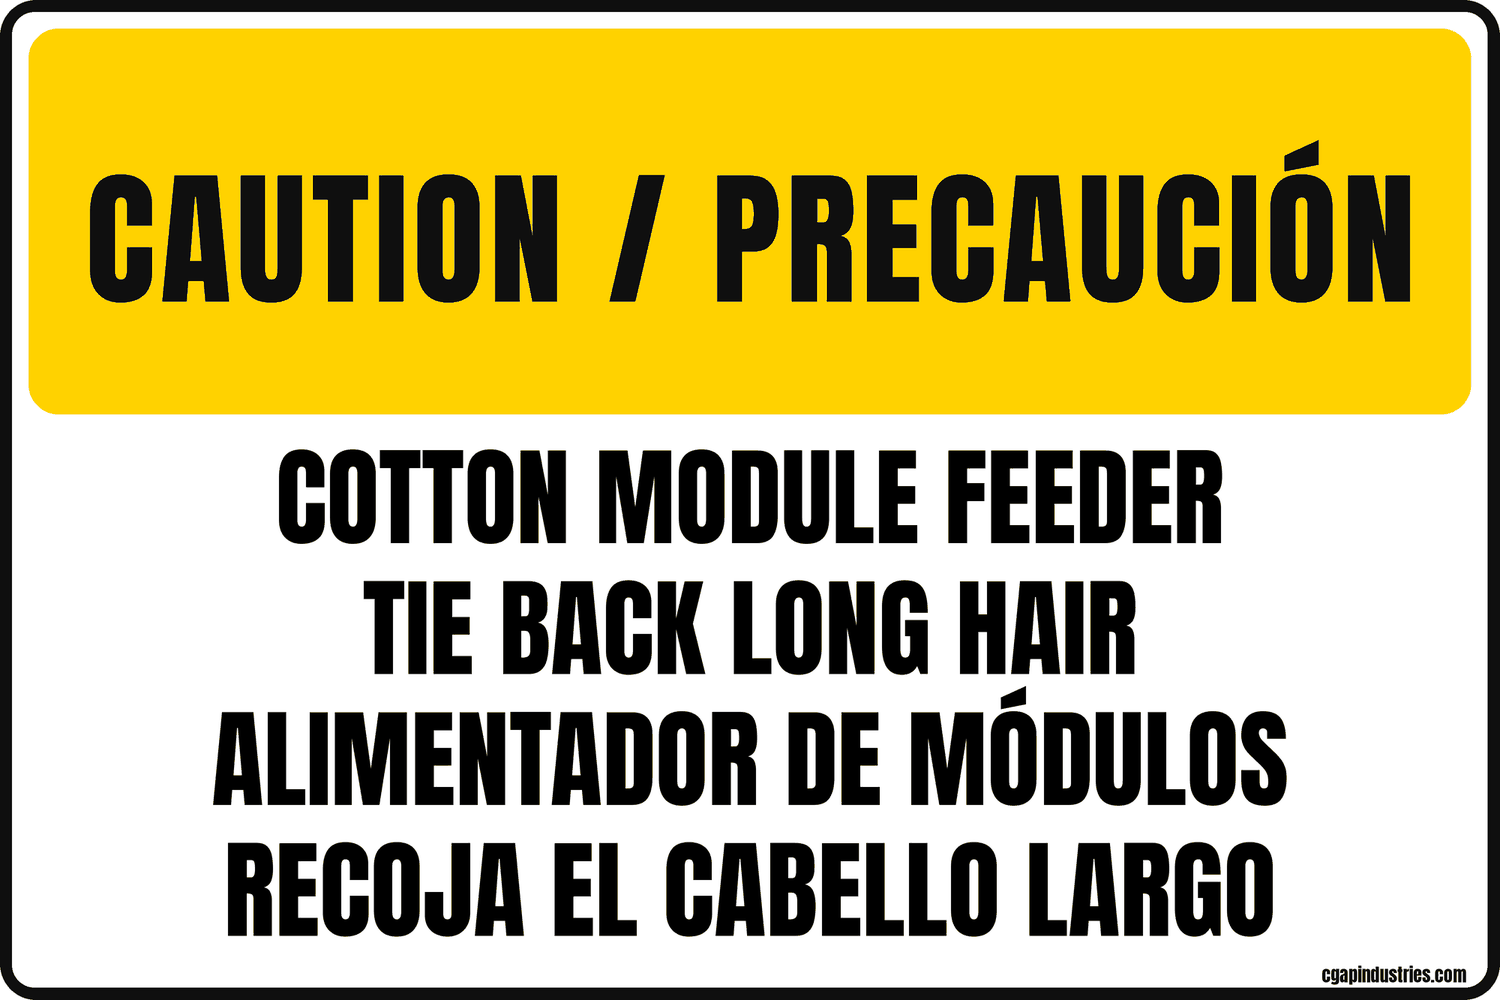 CAUTION / PRECAUCIÓN
COTTON MODULE FEEDER
TIE BACK LONG HAIR
ALIMENTADOR DE MÓDULOS
RECOJA EL CABELLO LARGO
cgapindustries.com